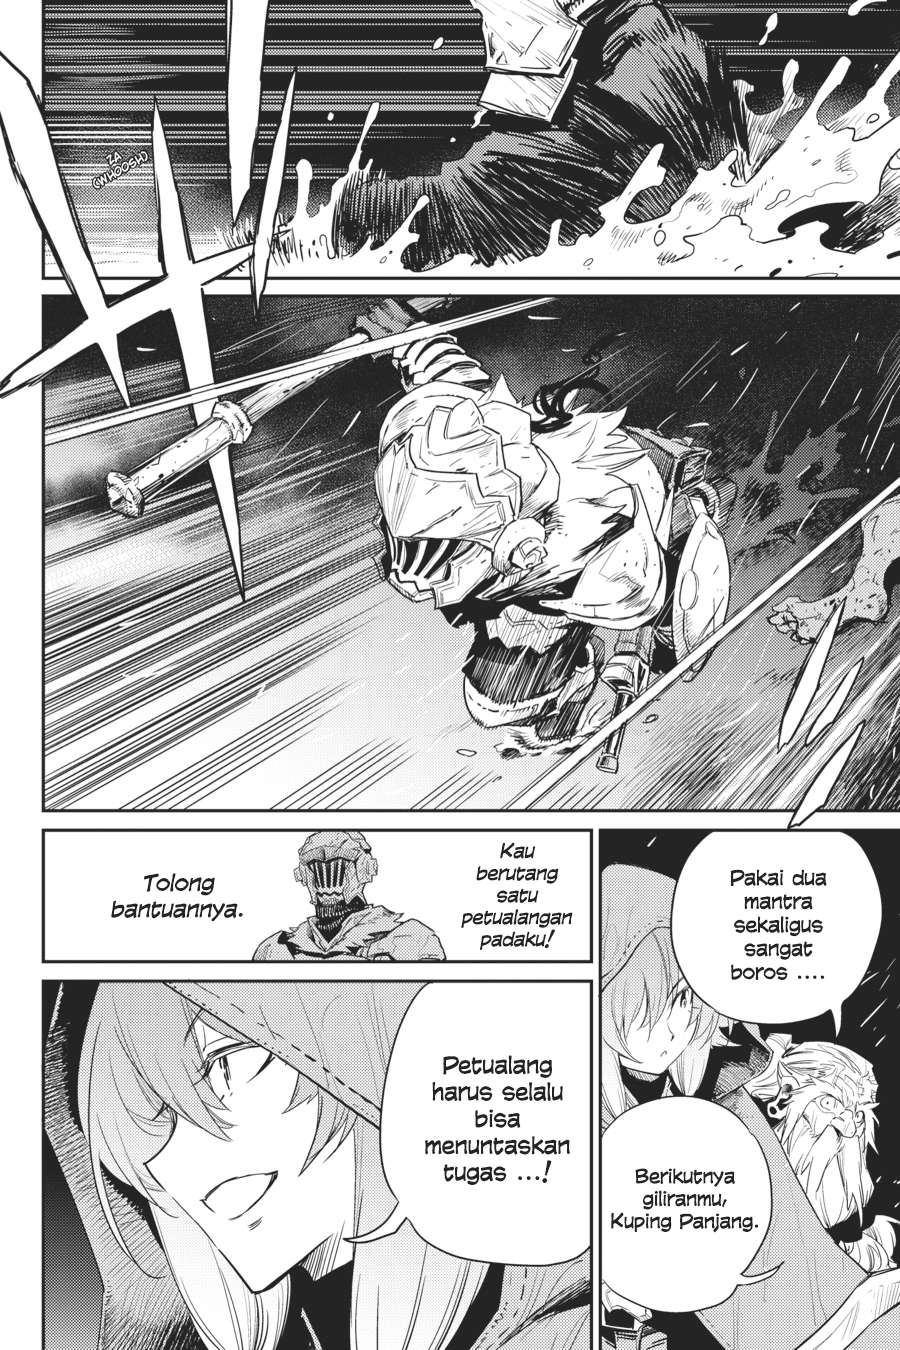 ZA
(WHOOSH)
Pakai dua
mantra
sekaligus
sangat
boros ....
Berikutnya
giliranmu,
Kuping Panjang.
Kau
berutang
satu
petualangan
padaku!
Tolong
bantuannya.
Petualang
harus selalu
bisa
menuntaskan
tugas ...!